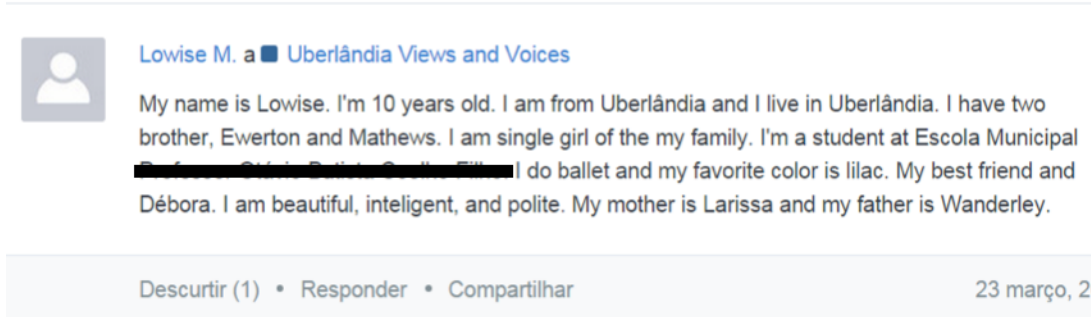 Lowise M. a Uberlândia Views and Voices
My name is Lowise. I'm 10 years old. I am from Uberlândia and I live in Uberlândia. I have two
brother, Ewerton and Mathews. I am single girl of the my family. I'm a student at Escola Municipal
I do ballet and my favorite color is lilac. My best friend and
Débora. I am beautiful, inteligent, and polite. My mother is Larissa and my father is Wanderley.
Descurtir (1) • Responder • Compartilhar 23 março, 2